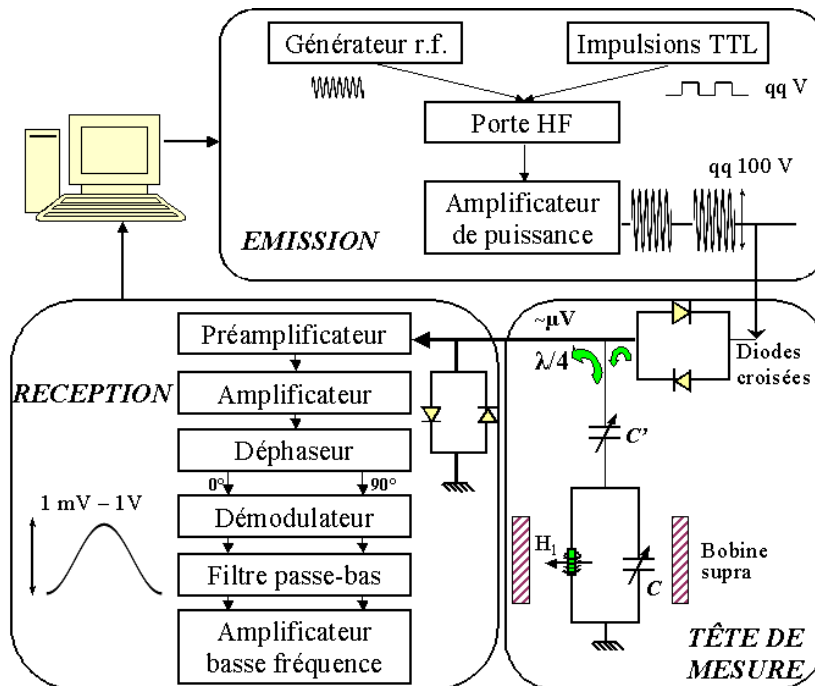 Générateur r.f.
Impulsions TTL
qq V
Porte HF
qq 100 V
Amplificateur
de puissance
EMISSION
Préamplificateur
~µV
λ/4
Diodes
croisées
RECEPTION
Amplificateur
C'
Déphaseur
0°
90°
1 mV – 1V
Démodulateur
H1
Bobine
supra
Filtre passe-bas
C
Amplificateur
basse fréquence
TÊTE DE
MESURE